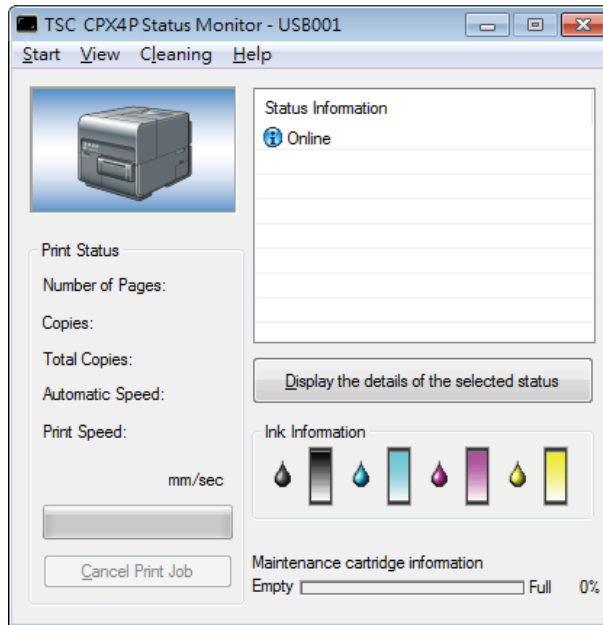 TSC CPX4P Status Monitor - USB001
Start View Cleaning Help
Status Information
Online
Print Status
Number of Pages:
Copies:
Total Copies:
Automatic Speed:
Print Speed:
mm/sec
Cancel Print Job
Display the details of the selected status
Ink Information
Maintenance cartridge information
Empty Full 0%